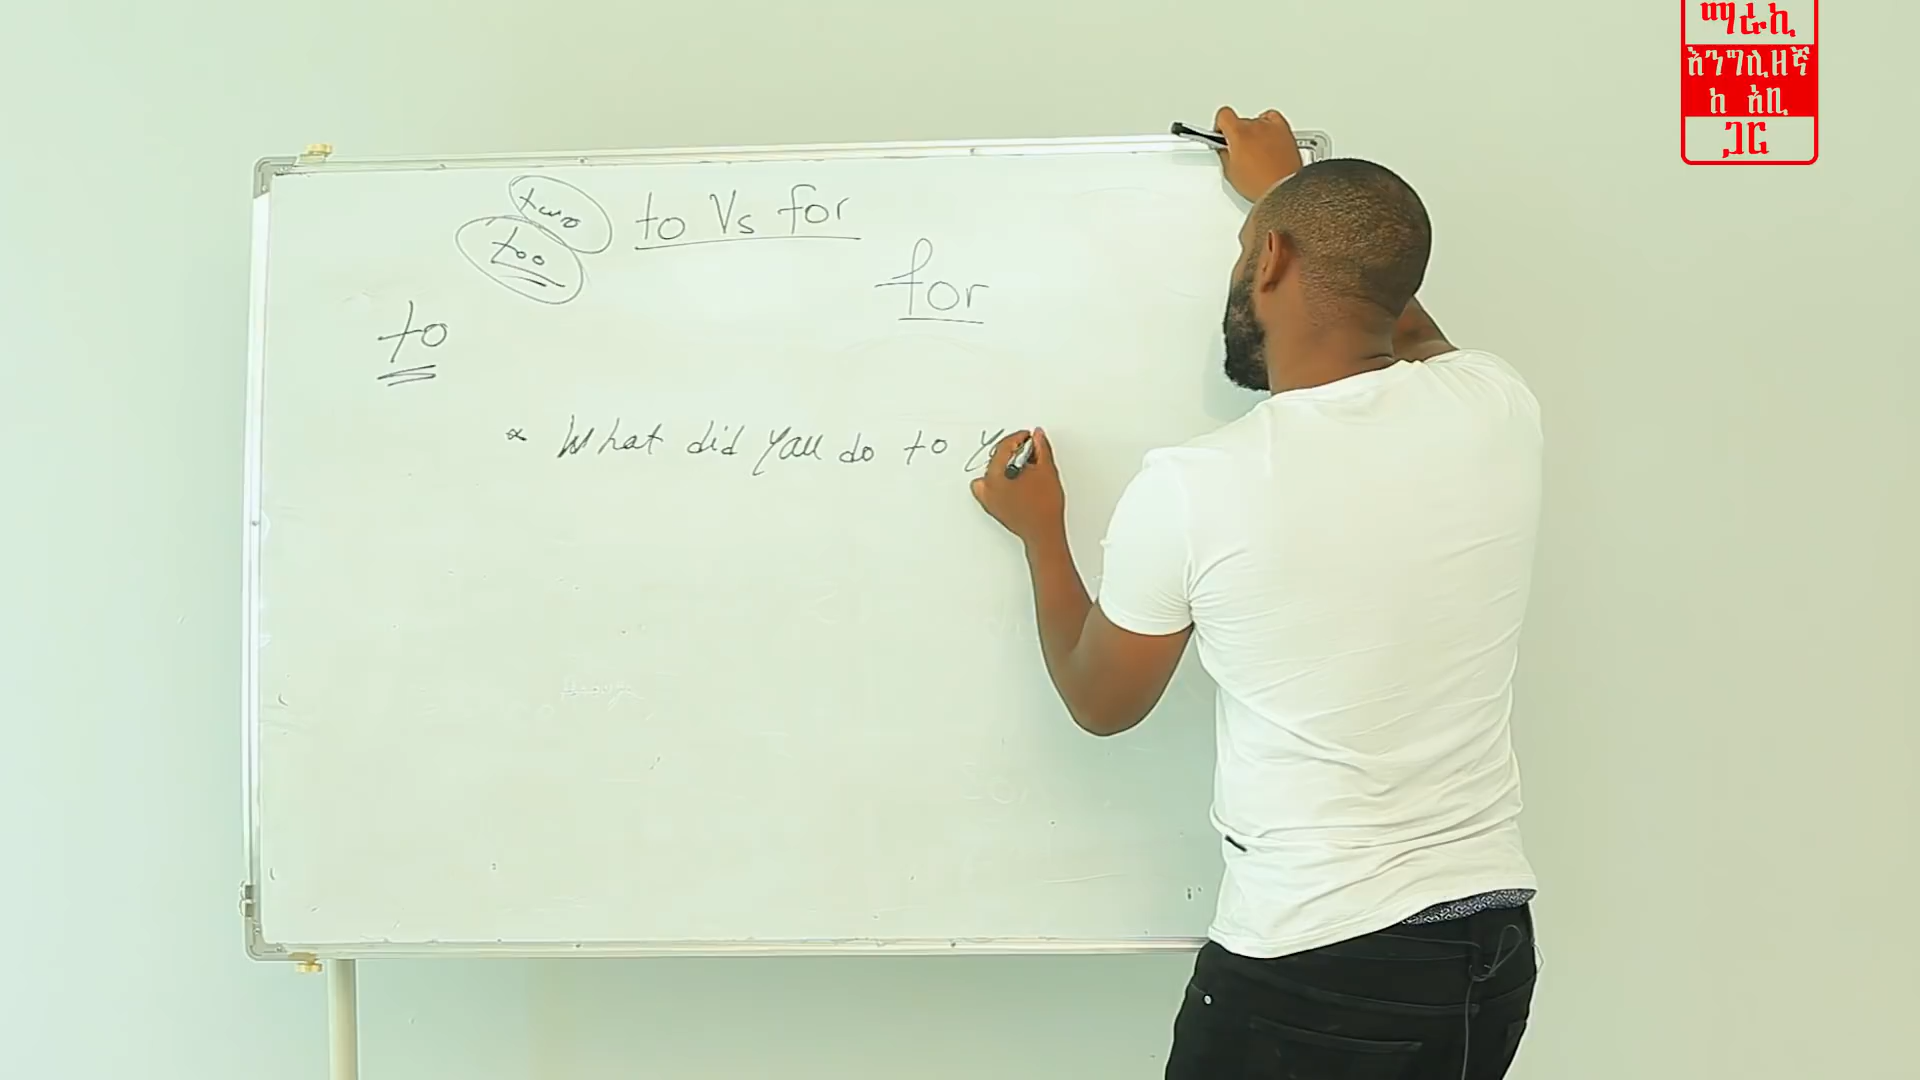 ማራኪ
እንግሊዘኛ
ከ አቢ
ጋር
two
to Vs for
too
for
to
What did you do to